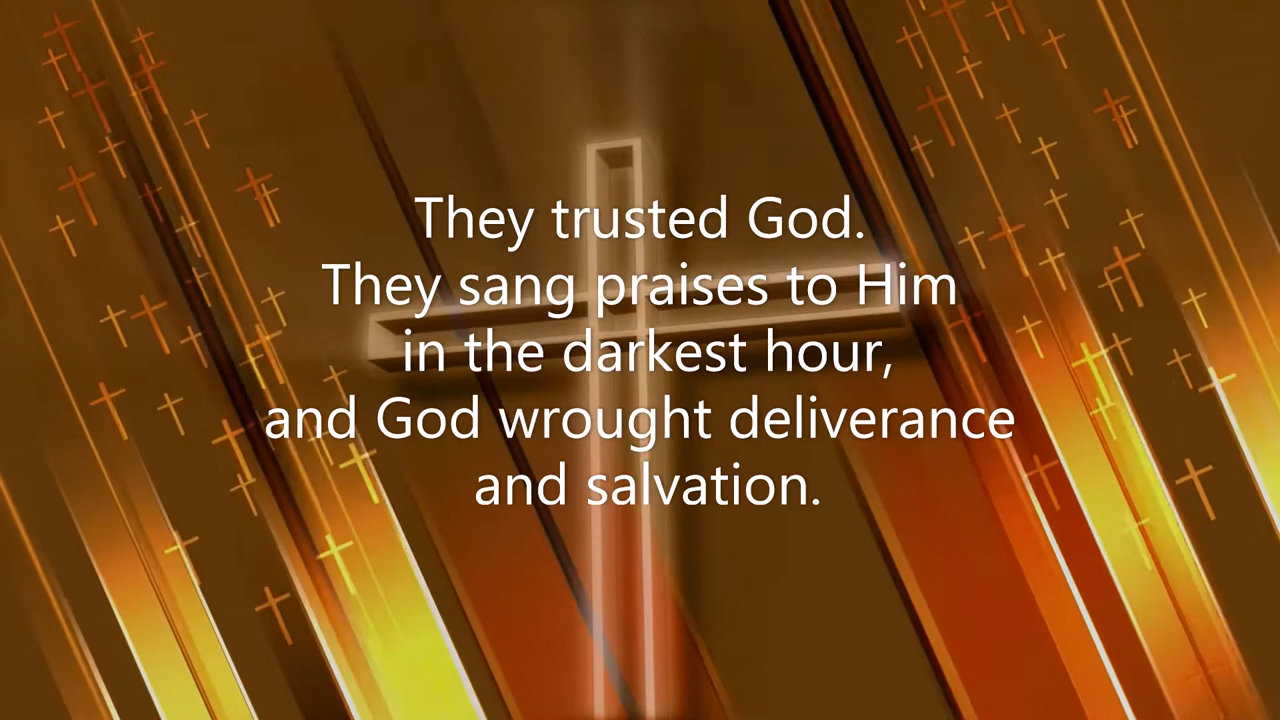 They trusted God.
They sang praises to Him
in the darkest hour,
and God wrought deliverance
and salvation.